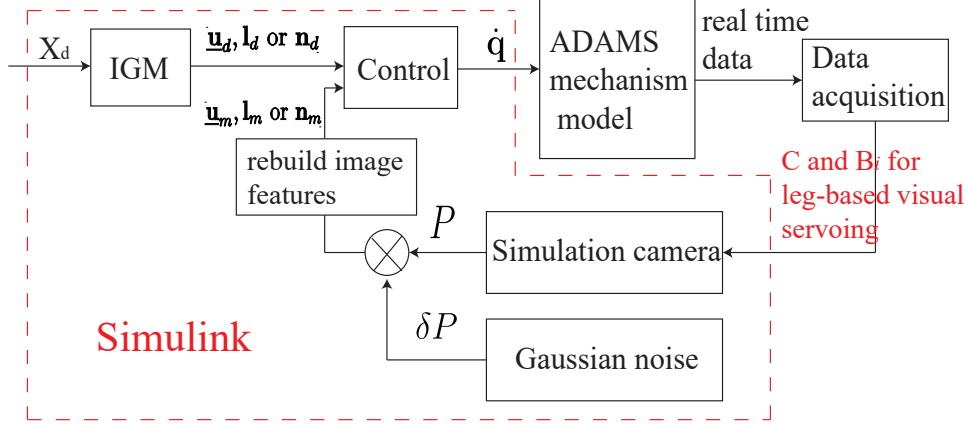 X_d
IGM
u_d, l_d or n_d
Control
q̇
ADAMS
mechanism
model
real time
data
Data
acquisition
u_m, l_m or n_m
rebuild image
features
C and B_i for
leg-based visual
servoing
P
Simulation camera
Simulink
δP
Gaussian noise